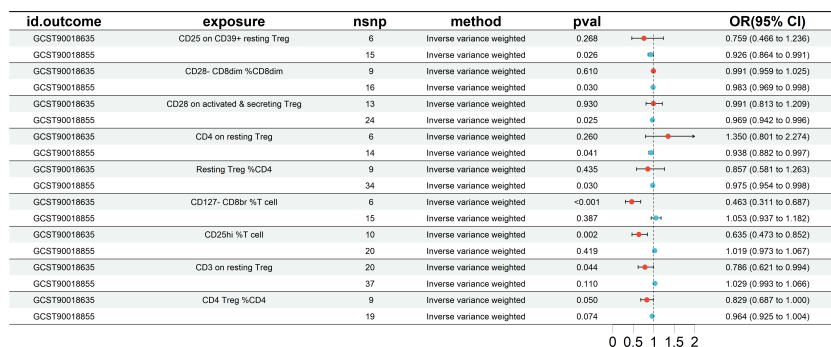 id.outcome exposure nsnp method pval OR(95% CI)
GCST90018635 CD25 on CD39+ resting Treg 6 Inverse variance weighted 0.268 0.759 (0.466 to 1.236)
GCST90018855 15 Inverse variance weighted 0.026 0.926 (0.864 to 0.991)
GCST90018635 CD28- CD8dim %CD8dim 9 Inverse variance weighted 0.610 0.991 (0.959 to 1.025)
GCST90018855 16 Inverse variance weighted 0.030 0.983 (0.969 to 0.998)
GCST90018635 CD28 on activated & secreting Treg 13 Inverse variance weighted 0.930 0.991 (0.813 to 1.209)
GCST90018855 24 Inverse variance weighted 0.025 0.969 (0.942 to 0.996)
GCST90018635 CD4 on resting Treg 6 Inverse variance weighted 0.260 1.350 (0.801 to 2.274)
GCST90018855 14 Inverse variance weighted 0.041 0.938 (0.882 to 0.997)
GCST90018635 Resting Treg %CD4 9 Inverse variance weighted 0.435 0.857 (0.581 to 1.263)
GCST90018855 34 Inverse variance weighted 0.030 0.975 (0.954 to 0.998)
GCST90018635 CD127- CD8br %T cell 6 Inverse variance weighted <0.001 0.463 (0.311 to 0.687)
GCST90018855 15 Inverse variance weighted 0.387 1.053 (0.937 to 1.182)
GCST90018635 CD25hi %T cell 10 Inverse variance weighted 0.002 0.635 (0.473 to 0.852)
GCST90018855 20 Inverse variance weighted 0.419 1.019 (0.973 to 1.067)
GCST90018635 CD3 on resting Treg 20 Inverse variance weighted 0.044 0.786 (0.621 to 0.994)
GCST90018855 37 Inverse variance weighted 0.110 1.029 (0.993 to 1.066)
GCST90018635 CD4 Treg %CD4 9 Inverse variance weighted 0.050 0.829 (0.687 to 1.000)
GCST90018855 19 Inverse variance weighted 0.074 0.964 (0.925 to 1.004)
0 0.5 1 1.5 2